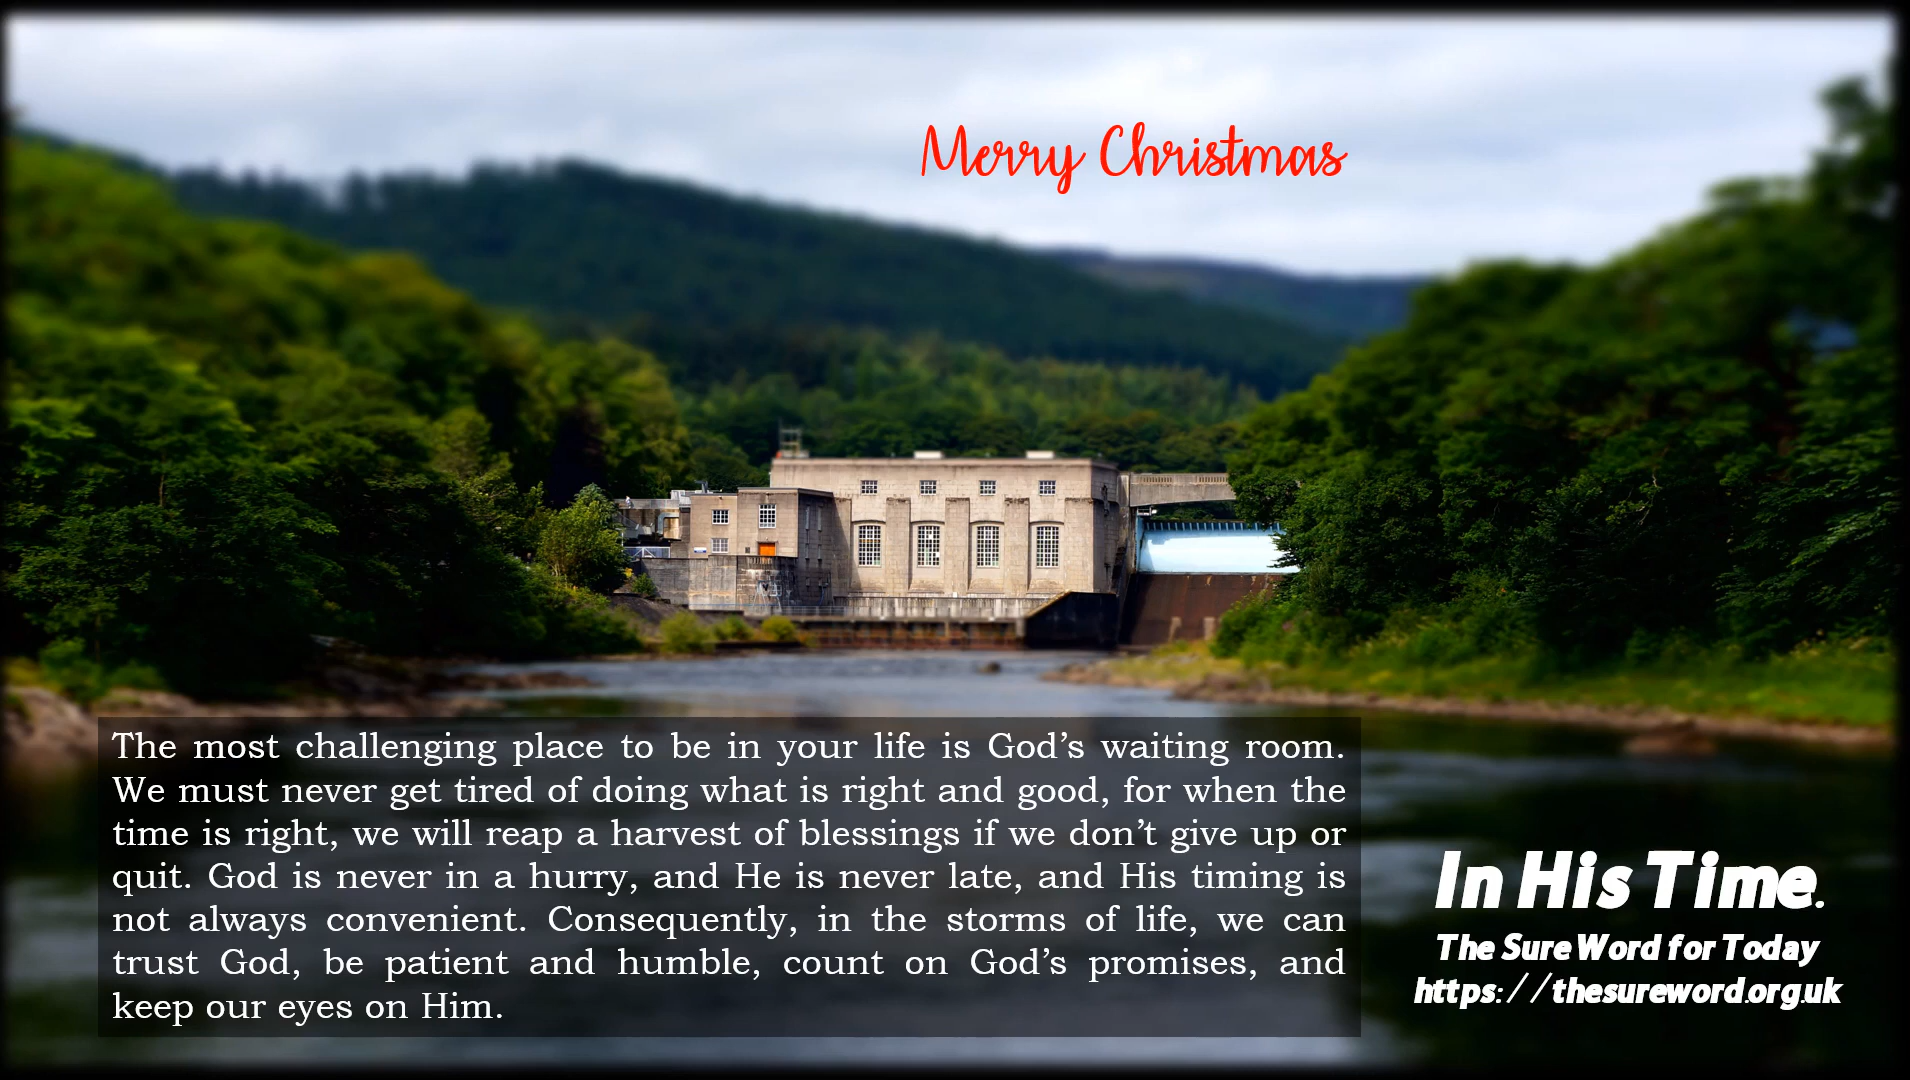 Merry Christmas
The most challenging place to be in your life is God’s waiting room.
We must never get tired of doing what is right and good, for when the
time is right, we will reap a harvest of blessings if we don’t give up or
quit. God is never in a hurry, and He is never late, and His timing is
not always convenient. Consequently, in the storms of life, we can
trust God, be patient and humble, count on God’s promises, and
keep our eyes on Him.
In His Time.
The Sure Word for Today
https://thesureword.org.uk